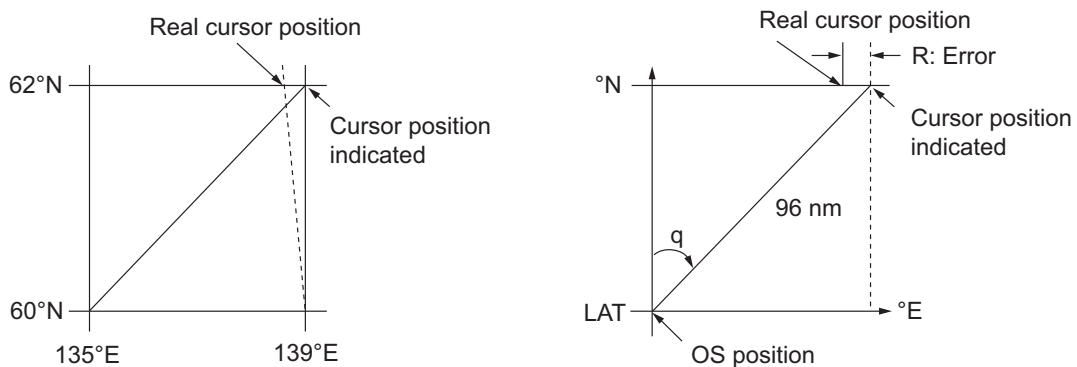 Real cursor position
62°N
Cursor position
indicated
60°N
135°E
139°E
Real cursor position
R: Error
°N
Cursor position
indicated
96 nm
q
LAT
°E
OS position